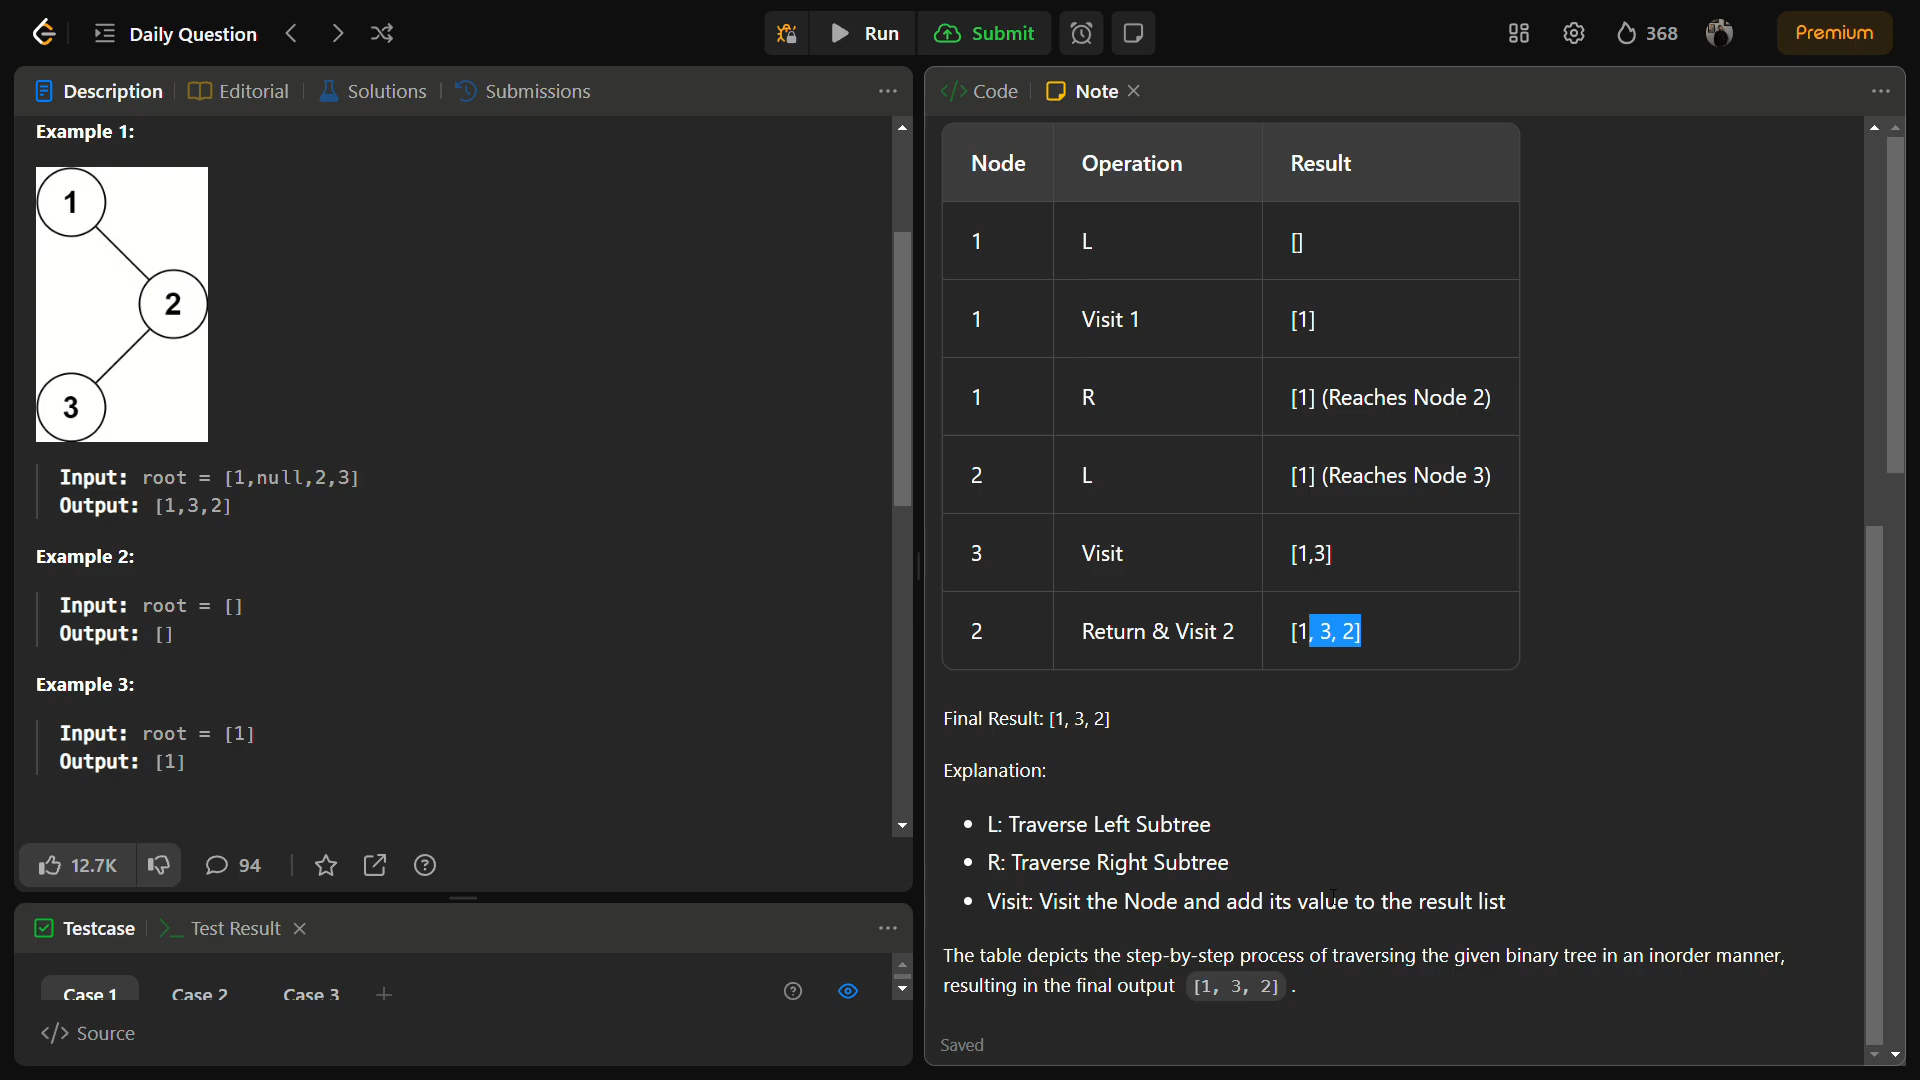 Daily Question
Run
Submit
368
Premium
Description
Editorial
Solutions
Submissions
Example 1:
1
2
3
Input: root = [1,null,2,3]
Output: [1,3,2]
Example 2:
Input: root = []
Output: []
Example 3:
Input: root = [1]
Output: [1]
12.7K
94
Testcase
Test Result
Case 1
Case 2
Case 3
Source
Code
Note
Node Operation Result
1 L []
1 Visit 1 [1]
1 R [1] (Reaches Node 2)
2 L [1] (Reaches Node 3)
3 Visit [1,3]
2 Return & Visit 2 [1, 3, 2]
Final Result: [1, 3, 2]
Explanation:
• L: Traverse Left Subtree
• R: Traverse Right Subtree
• Visit: Visit the Node and add its value to the result list
The table depicts the step-by-step process of traversing the given binary tree in an inorder manner,
resulting in the final output [1, 3, 2] .
Saved